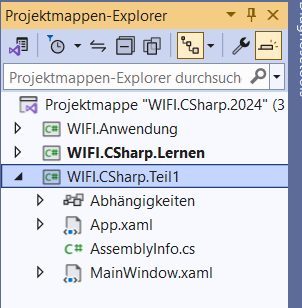 Projektmappen-Explorer
Projektmappen-Explorer durchsuch
Projektmappe "WIFI.CSharp.2024" (3
C# WIFI.Anwendung
C# WIFI.CSharp.Lernen
C# WIFI.CSharp.Teil1
Abhängigkeiten
App.xaml
C# AssemblyInfo.cs
MainWindow.xaml